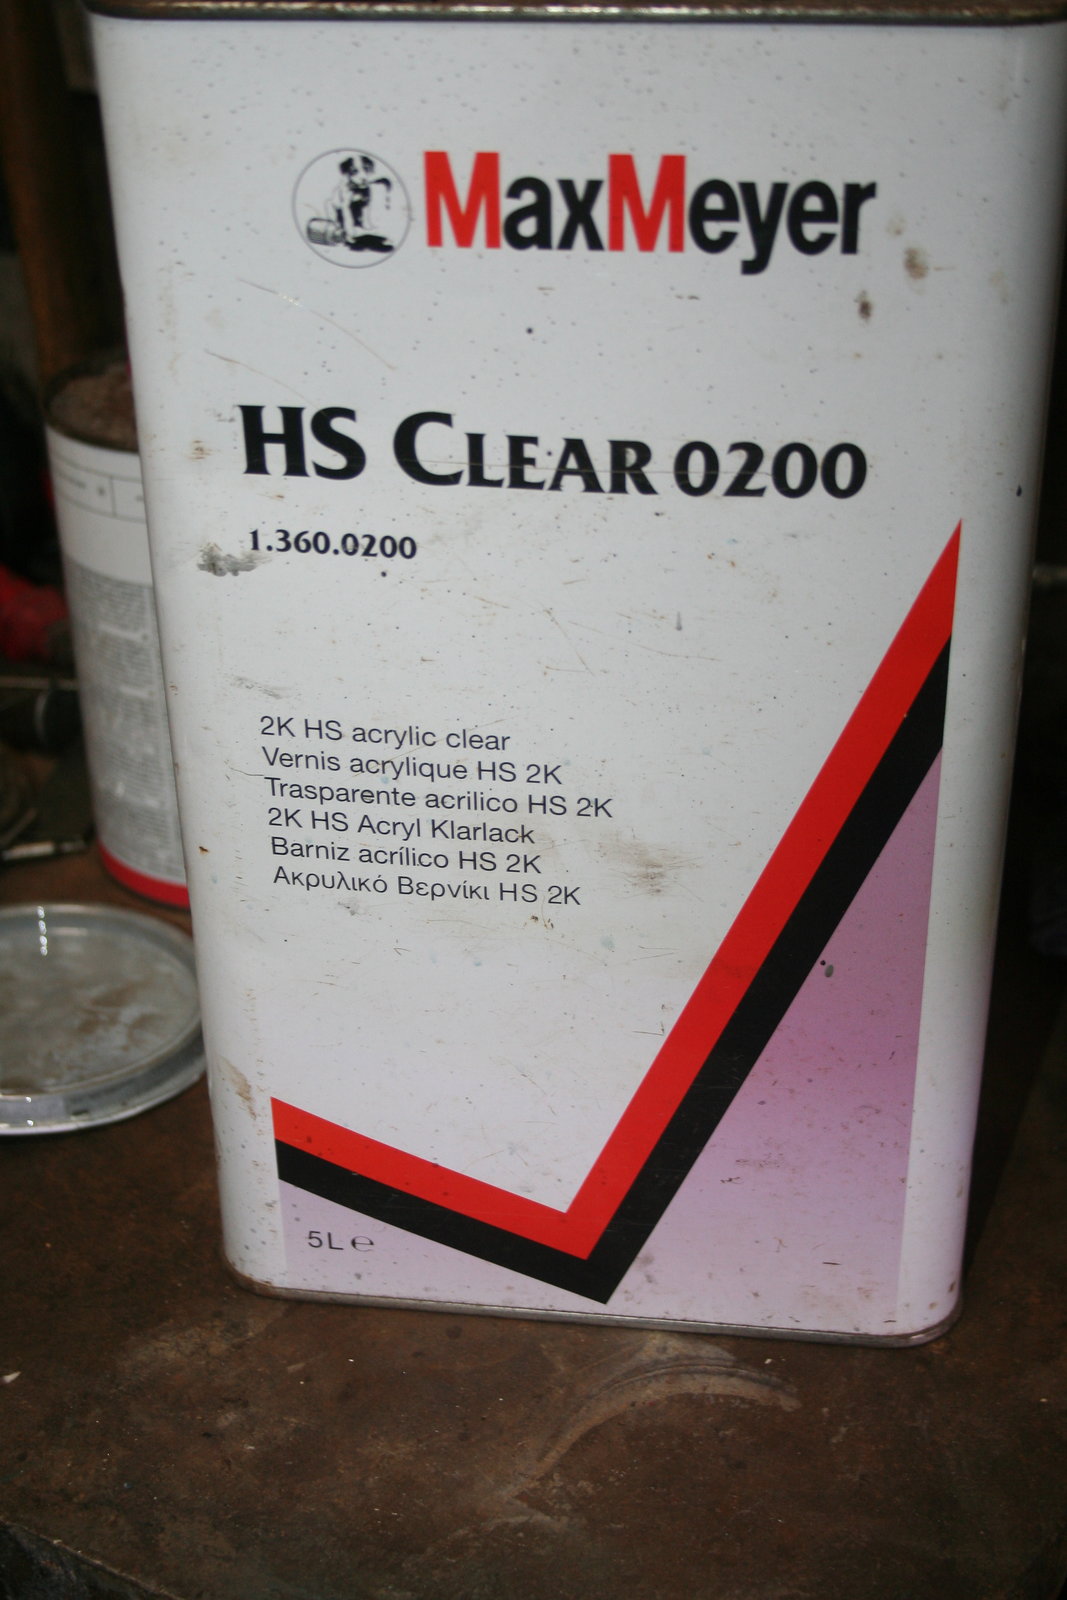 MaxMeyer
HS CLEAR 0200
1.360.0200
2K HS acrylic clear
Vernis acrylique HS 2K
Trasparente acrilico HS 2K
2K HS Acryl Klarlack
Barniz acrílico HS 2K
Ακρυλικό Βερνίκι HS 2K
5L ℮